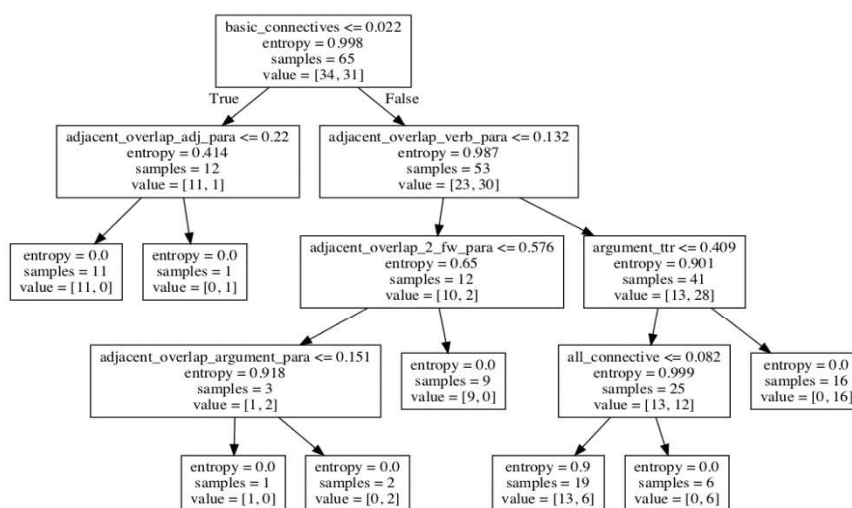 basic_connectives <= 0.022
entropy = 0.998
samples = 65
value = [34, 31]
True
False
adjacent_overlap_adj_para <= 0.22
entropy = 0.414
samples = 12
value = [11, 1]
adjacent_overlap_verb_para <= 0.132
entropy = 0.987
samples = 53
value = [23, 30]
entropy = 0.0
samples = 11
value = [11, 0]
entropy = 0.0
samples = 1
value = [0, 1]
adjacent_overlap_2_fw_para <= 0.576
entropy = 0.65
samples = 12
value = [10, 2]
argument_ttr <= 0.409
entropy = 0.901
samples = 41
value = [13, 28]
adjacent_overlap_argument_para <= 0.151
entropy = 0.918
samples = 3
value = [1, 2]
entropy = 0.0
samples = 9
value = [9, 0]
all_connective <= 0.082
entropy = 0.999
samples = 25
value = [13, 12]
entropy = 0.0
samples = 16
value = [0, 16]
entropy = 0.0
samples = 1
value = [1, 0]
entropy = 0.0
samples = 2
value = [0, 2]
entropy = 0.9
samples = 19
value = [13, 6]
entropy = 0.0
samples = 6
value = [0, 6]